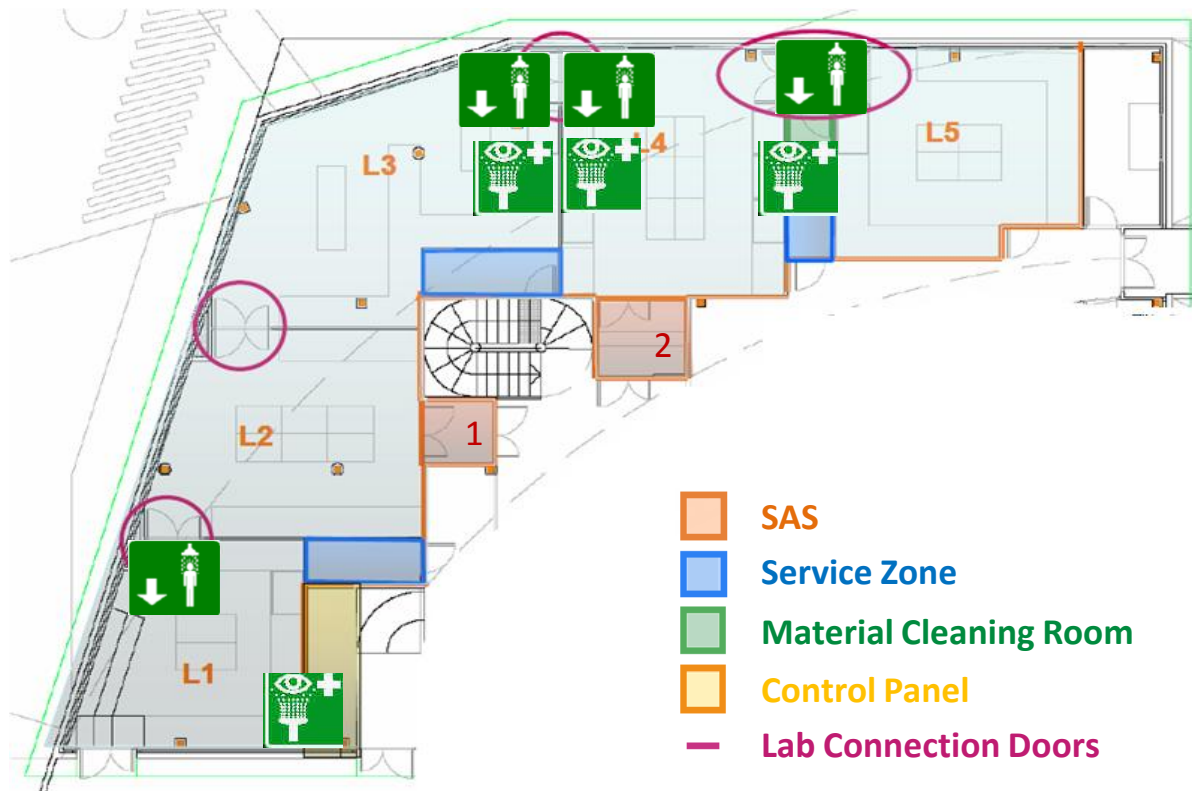 L5
L4
L3
2
1
L2
L1
SAS
Service Zone
Material Cleaning Room
Control Panel
Lab Connection Doors